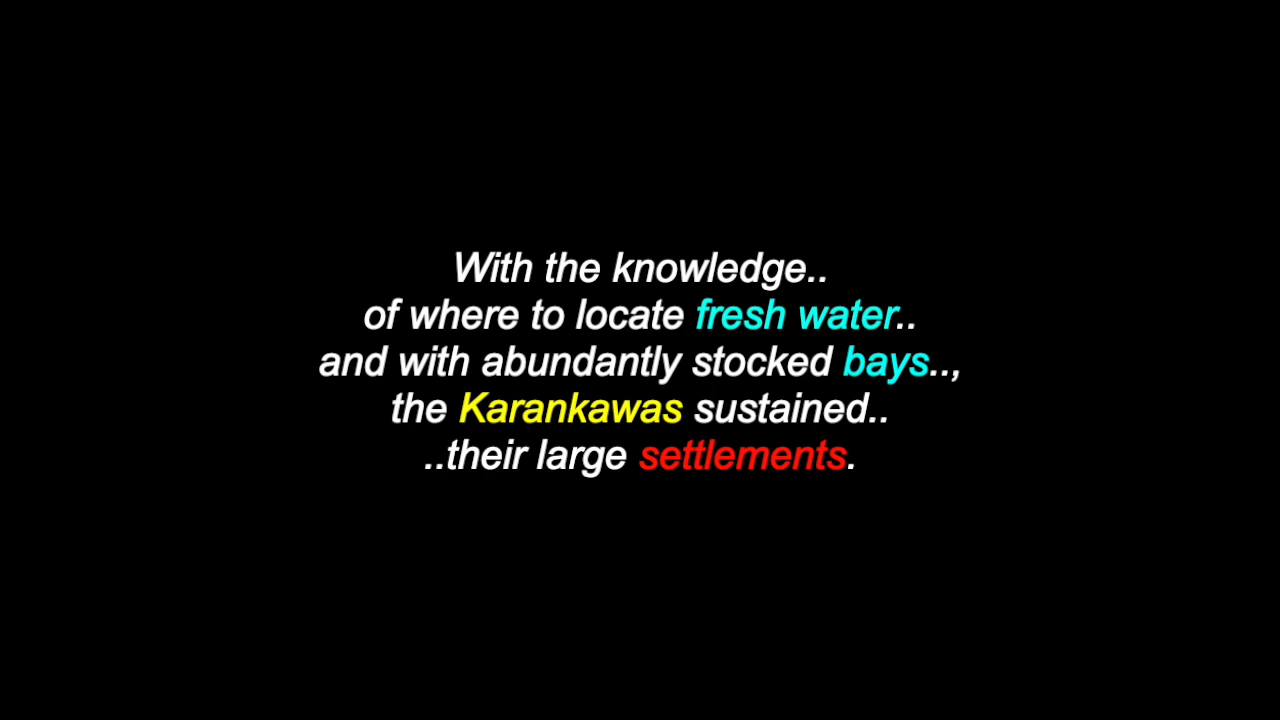 With the knowledge..
of where to locate fresh water..
and with abundantly stocked bays..,
the Karankawas sustained..
..their large settlements.